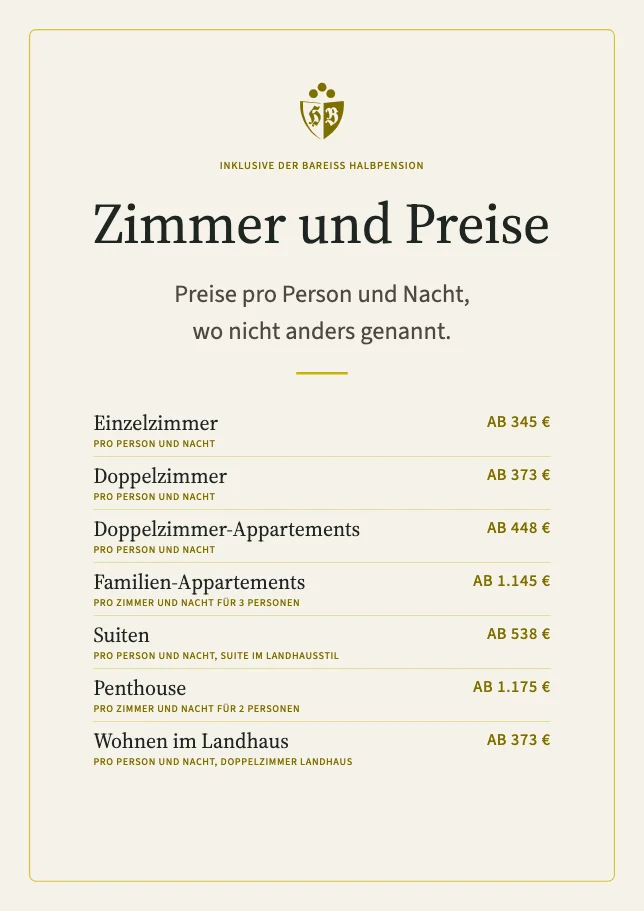 HB
INKLUSIVE DER BAREISS HALBPENSION
Zimmer und Preise
Preise pro Person und Nacht,
wo nicht anders genannt.
Einzelzimmer AB 345 €
PRO PERSON UND NACHT
Doppelzimmer AB 373 €
PRO PERSON UND NACHT
Doppelzimmer-Appartements AB 448 €
PRO PERSON UND NACHT
Familien-Appartements AB 1.145 €
PRO ZIMMER UND NACHT FÜR 3 PERSONEN
Suiten AB 538 €
PRO PERSON UND NACHT, SUITE IM LANDHAUSSTIL
Penthouse AB 1.175 €
PRO ZIMMER UND NACHT FÜR 2 PERSONEN
Wohnen im Landhaus AB 373 €
PRO PERSON UND NACHT, DOPPELZIMMER LANDHAUS